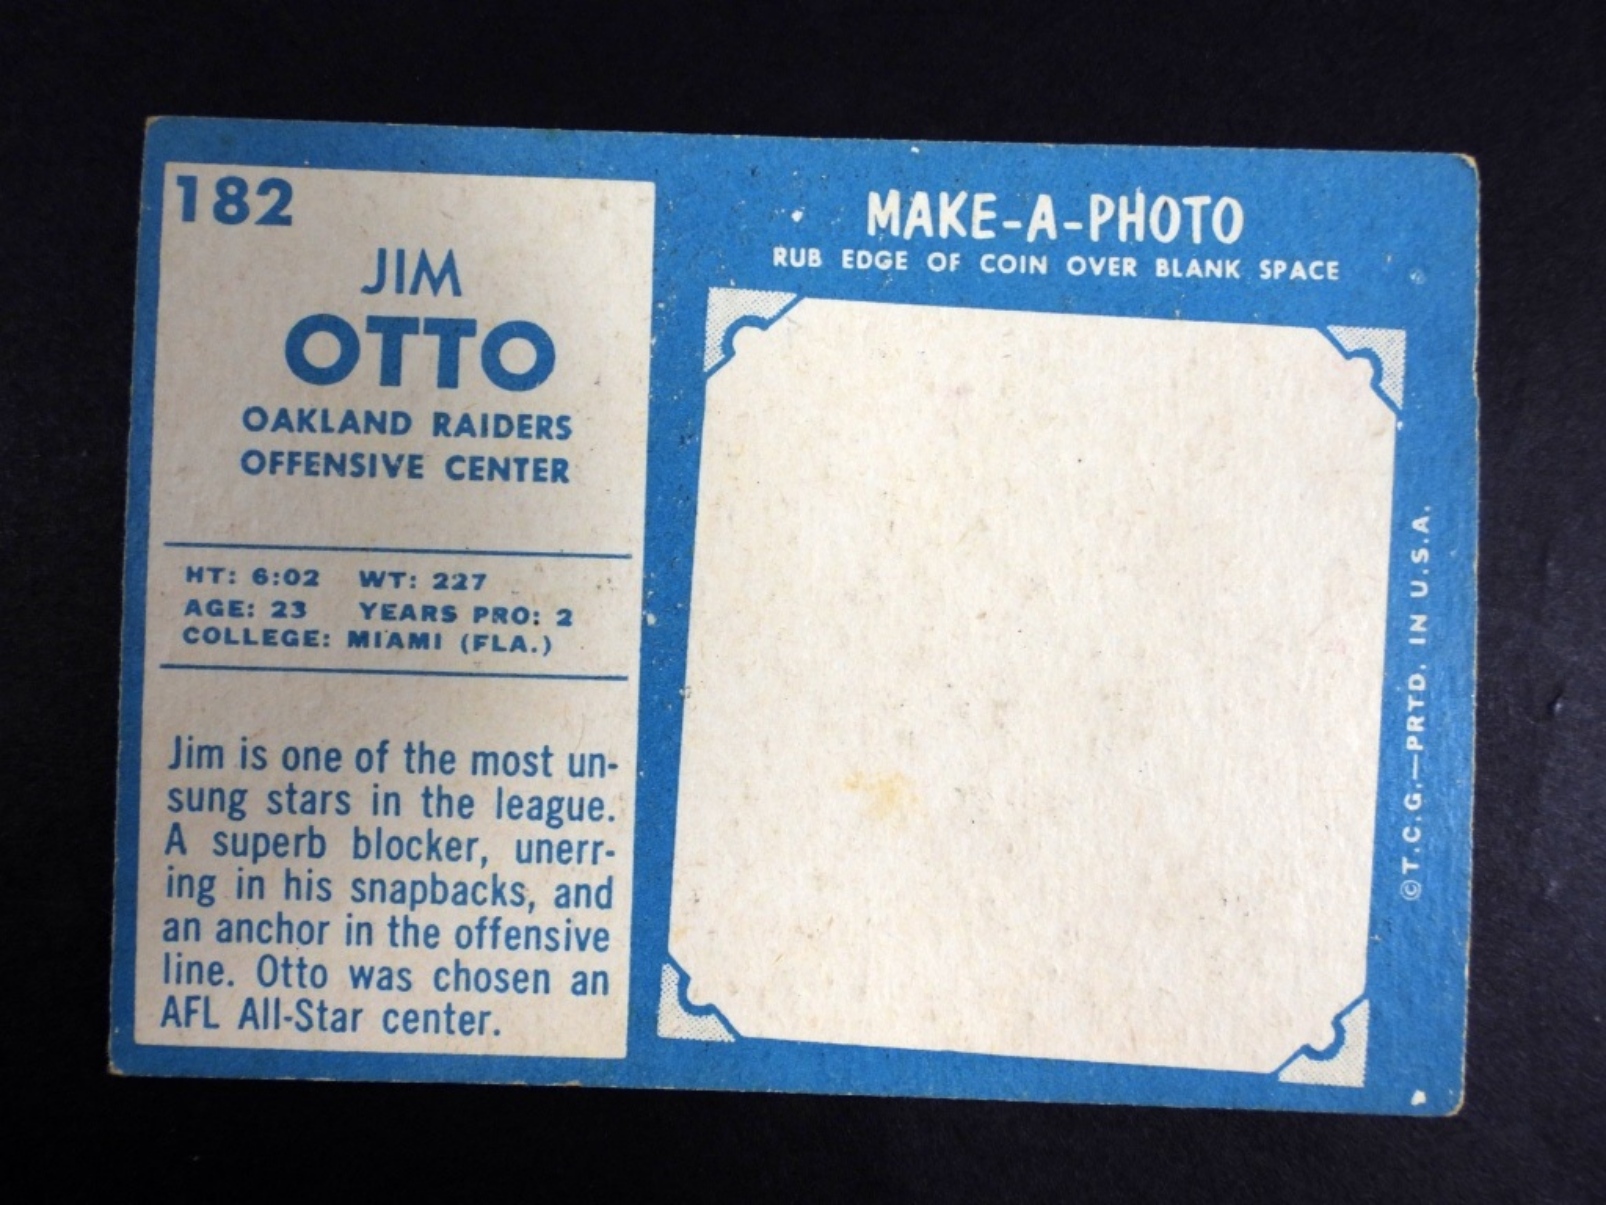 182
JIM
OTTO
OAKLAND RAIDERS
OFFENSIVE CENTER
HT: 6:02 WT: 227
AGE: 23 YEARS PRO: 2
COLLEGE: MIAMI (FLA.)
Jim is one of the most un-
sung stars in the league.
A superb blocker, unerr-
ing in his snapbacks, and
an anchor in the offensive
line. Otto was chosen an
AFL All-Star center.
MAKE-A-PHOTO
RUB EDGE OF COIN OVER BLANK SPACE
©T.C.G.—PRTD. IN U.S.A.